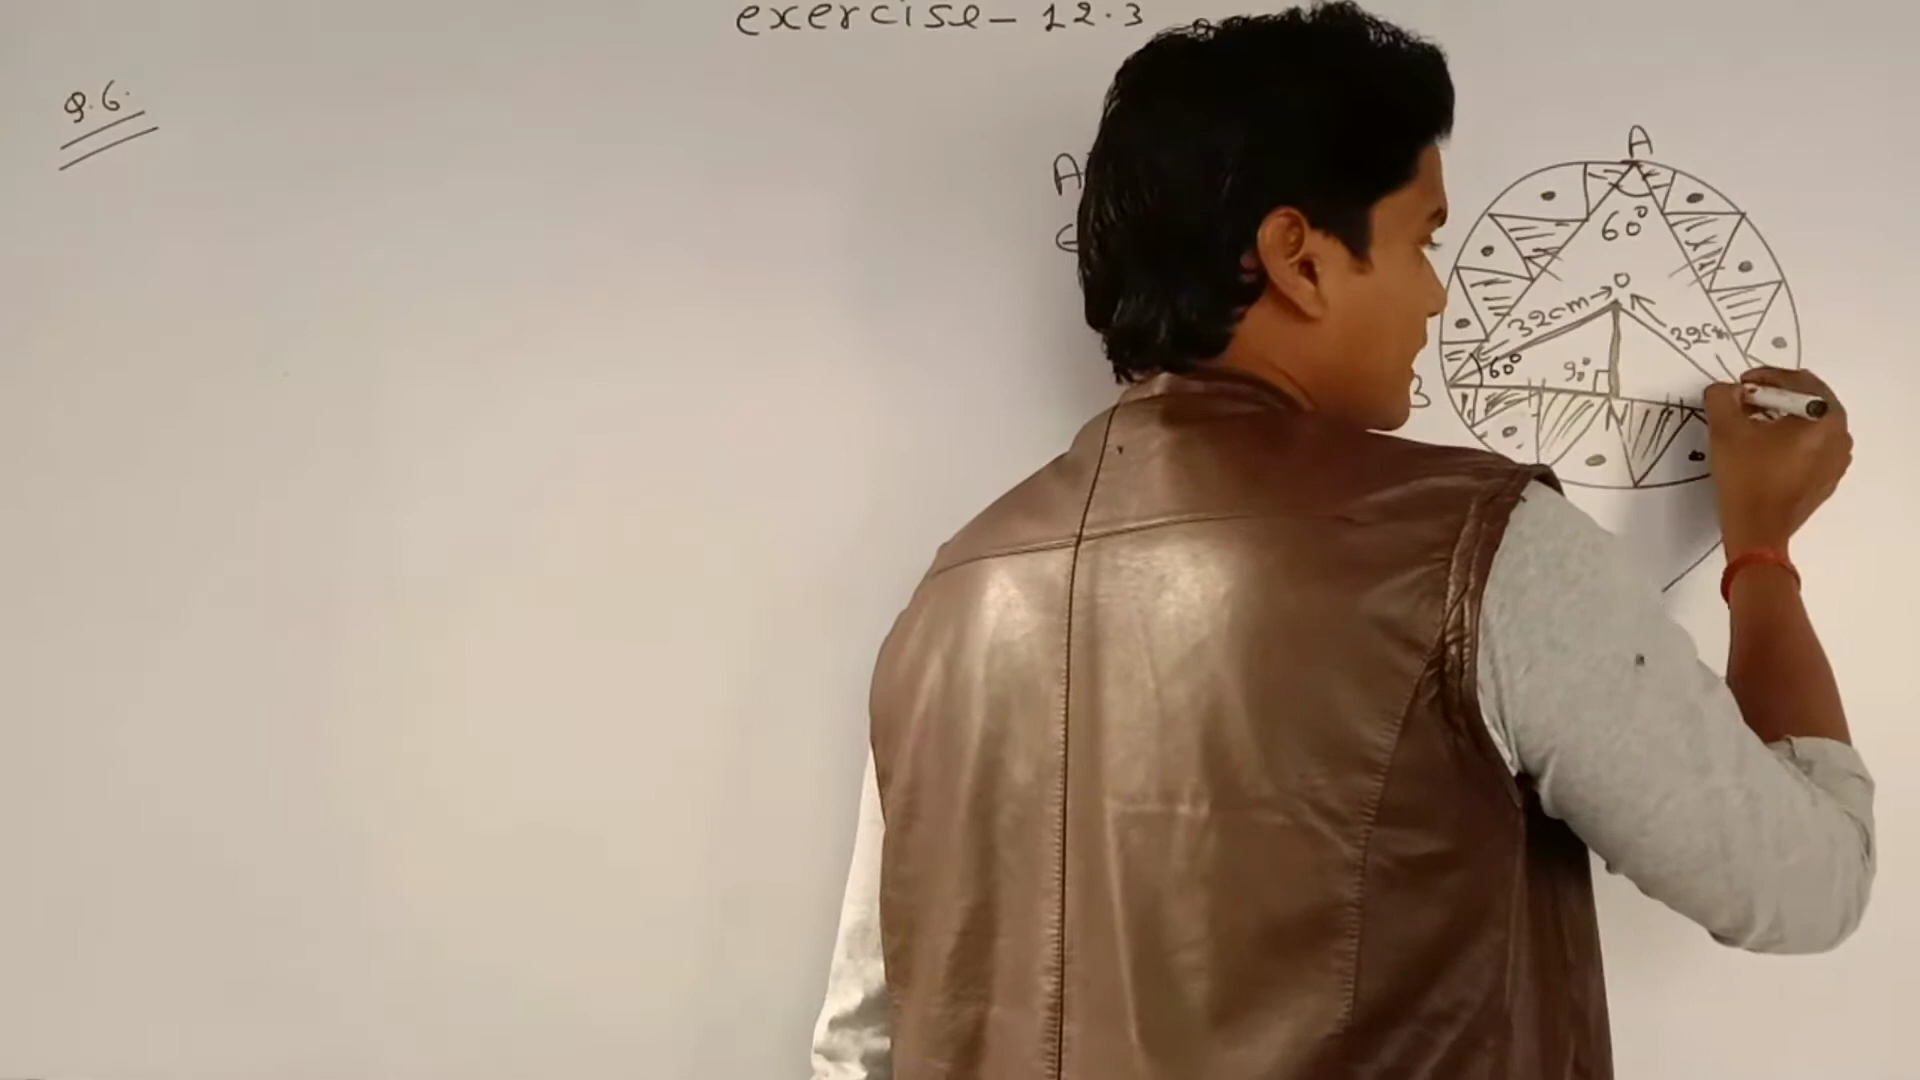 exercise - 12.3
Q.6.
A
A
60°
O
32cm
32cm
60°
90°
B